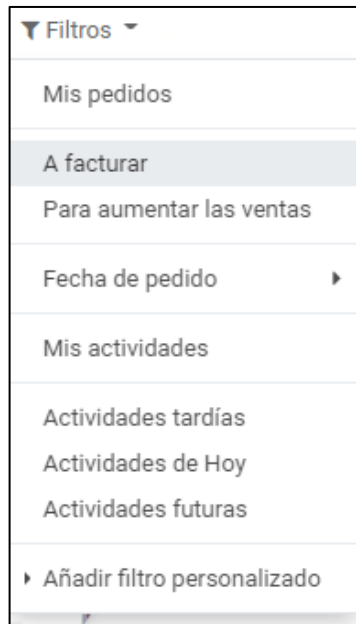 Filtros
Mis pedidos
A facturar
Para aumentar las ventas
Fecha de pedido
Mis actividades
Actividades tardías
Actividades de Hoy
Actividades futuras
Añadir filtro personalizado